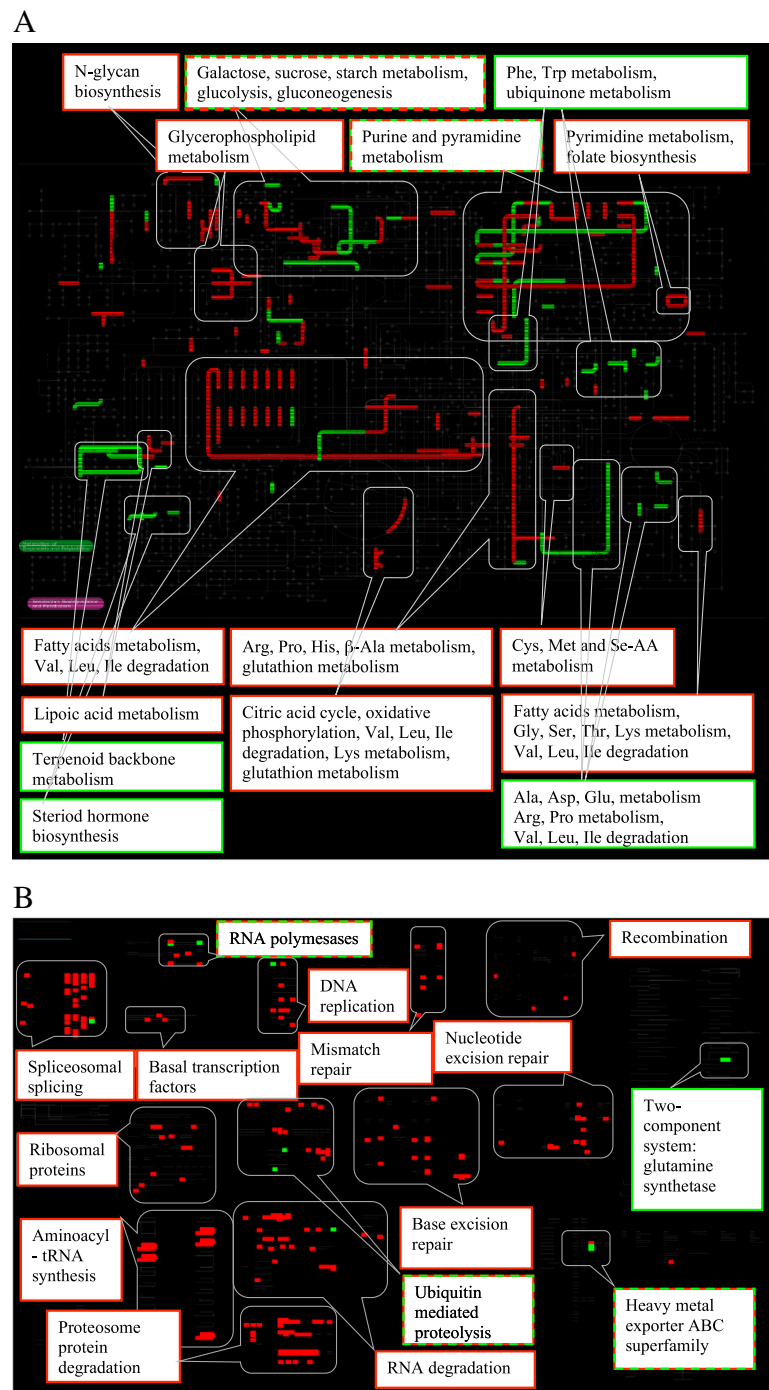 A
N-glycan
biosynthesis
Galactose, sucrose, starch metabolism,
glucolysis, gluconeogenesis
Phe, Trp metabolism,
ubiquinone metabolism
Glycerophospholipid
metabolism
Purine and pyramidine
metabolism
Pyrimidine metabolism,
folate biosynthesis
Fatty acids metabolism,
Val, Leu, Ile degradation
Arg, Pro, His, β-Ala metabolism,
glutathion metabolism
Cys, Met and Se-AA
metabolism
Lipoic acid metabolism
Citric acid cycle, oxidative
phosphorylation, Val, Leu, Ile
degradation, Lys metabolism,
glutathion metabolism
Fatty acids metabolism,
Gly, Ser, Thr, Lys metabolism,
Val, Leu, Ile degradation
Terpenoid backbone
metabolism
Steriod hormone
biosynthesis
Ala, Asp, Glu, metabolism
Arg, Pro metabolism,
Val, Leu, Ile degradation
B
RNA polymesases
Recombination
DNA
replication
Spliceosomal
splicing
Basal transcription
factors
Mismatch
repair
Nucleotide
excision repair
Two-
component
system:
glutamine
synthetase
Ribosomal
proteins
Base excision
repair
Aminoacyl
- tRNA
synthesis
Ubiquitin
mediated
proteolysis
Heavy metal
exporter ABC
superfamily
Proteosome
protein
degradation
RNA degradation